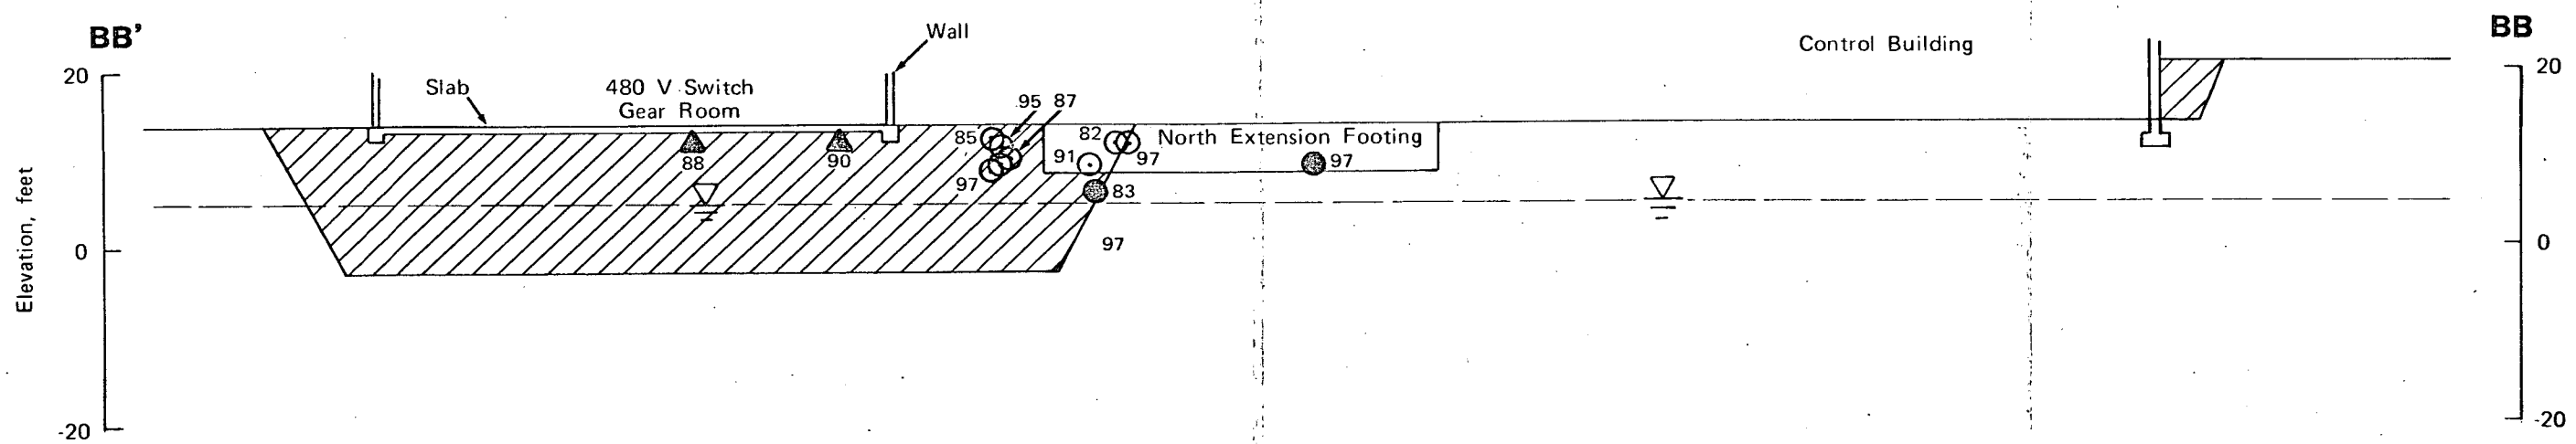 BB'
Wall
Control Building
BB
20
Slab
480 V Switch
Gear Room
20
95 87
85
82
North Extension Footing
88
90
91
97
97
97
83
Elevation, feet
0
97
0
-20
-20